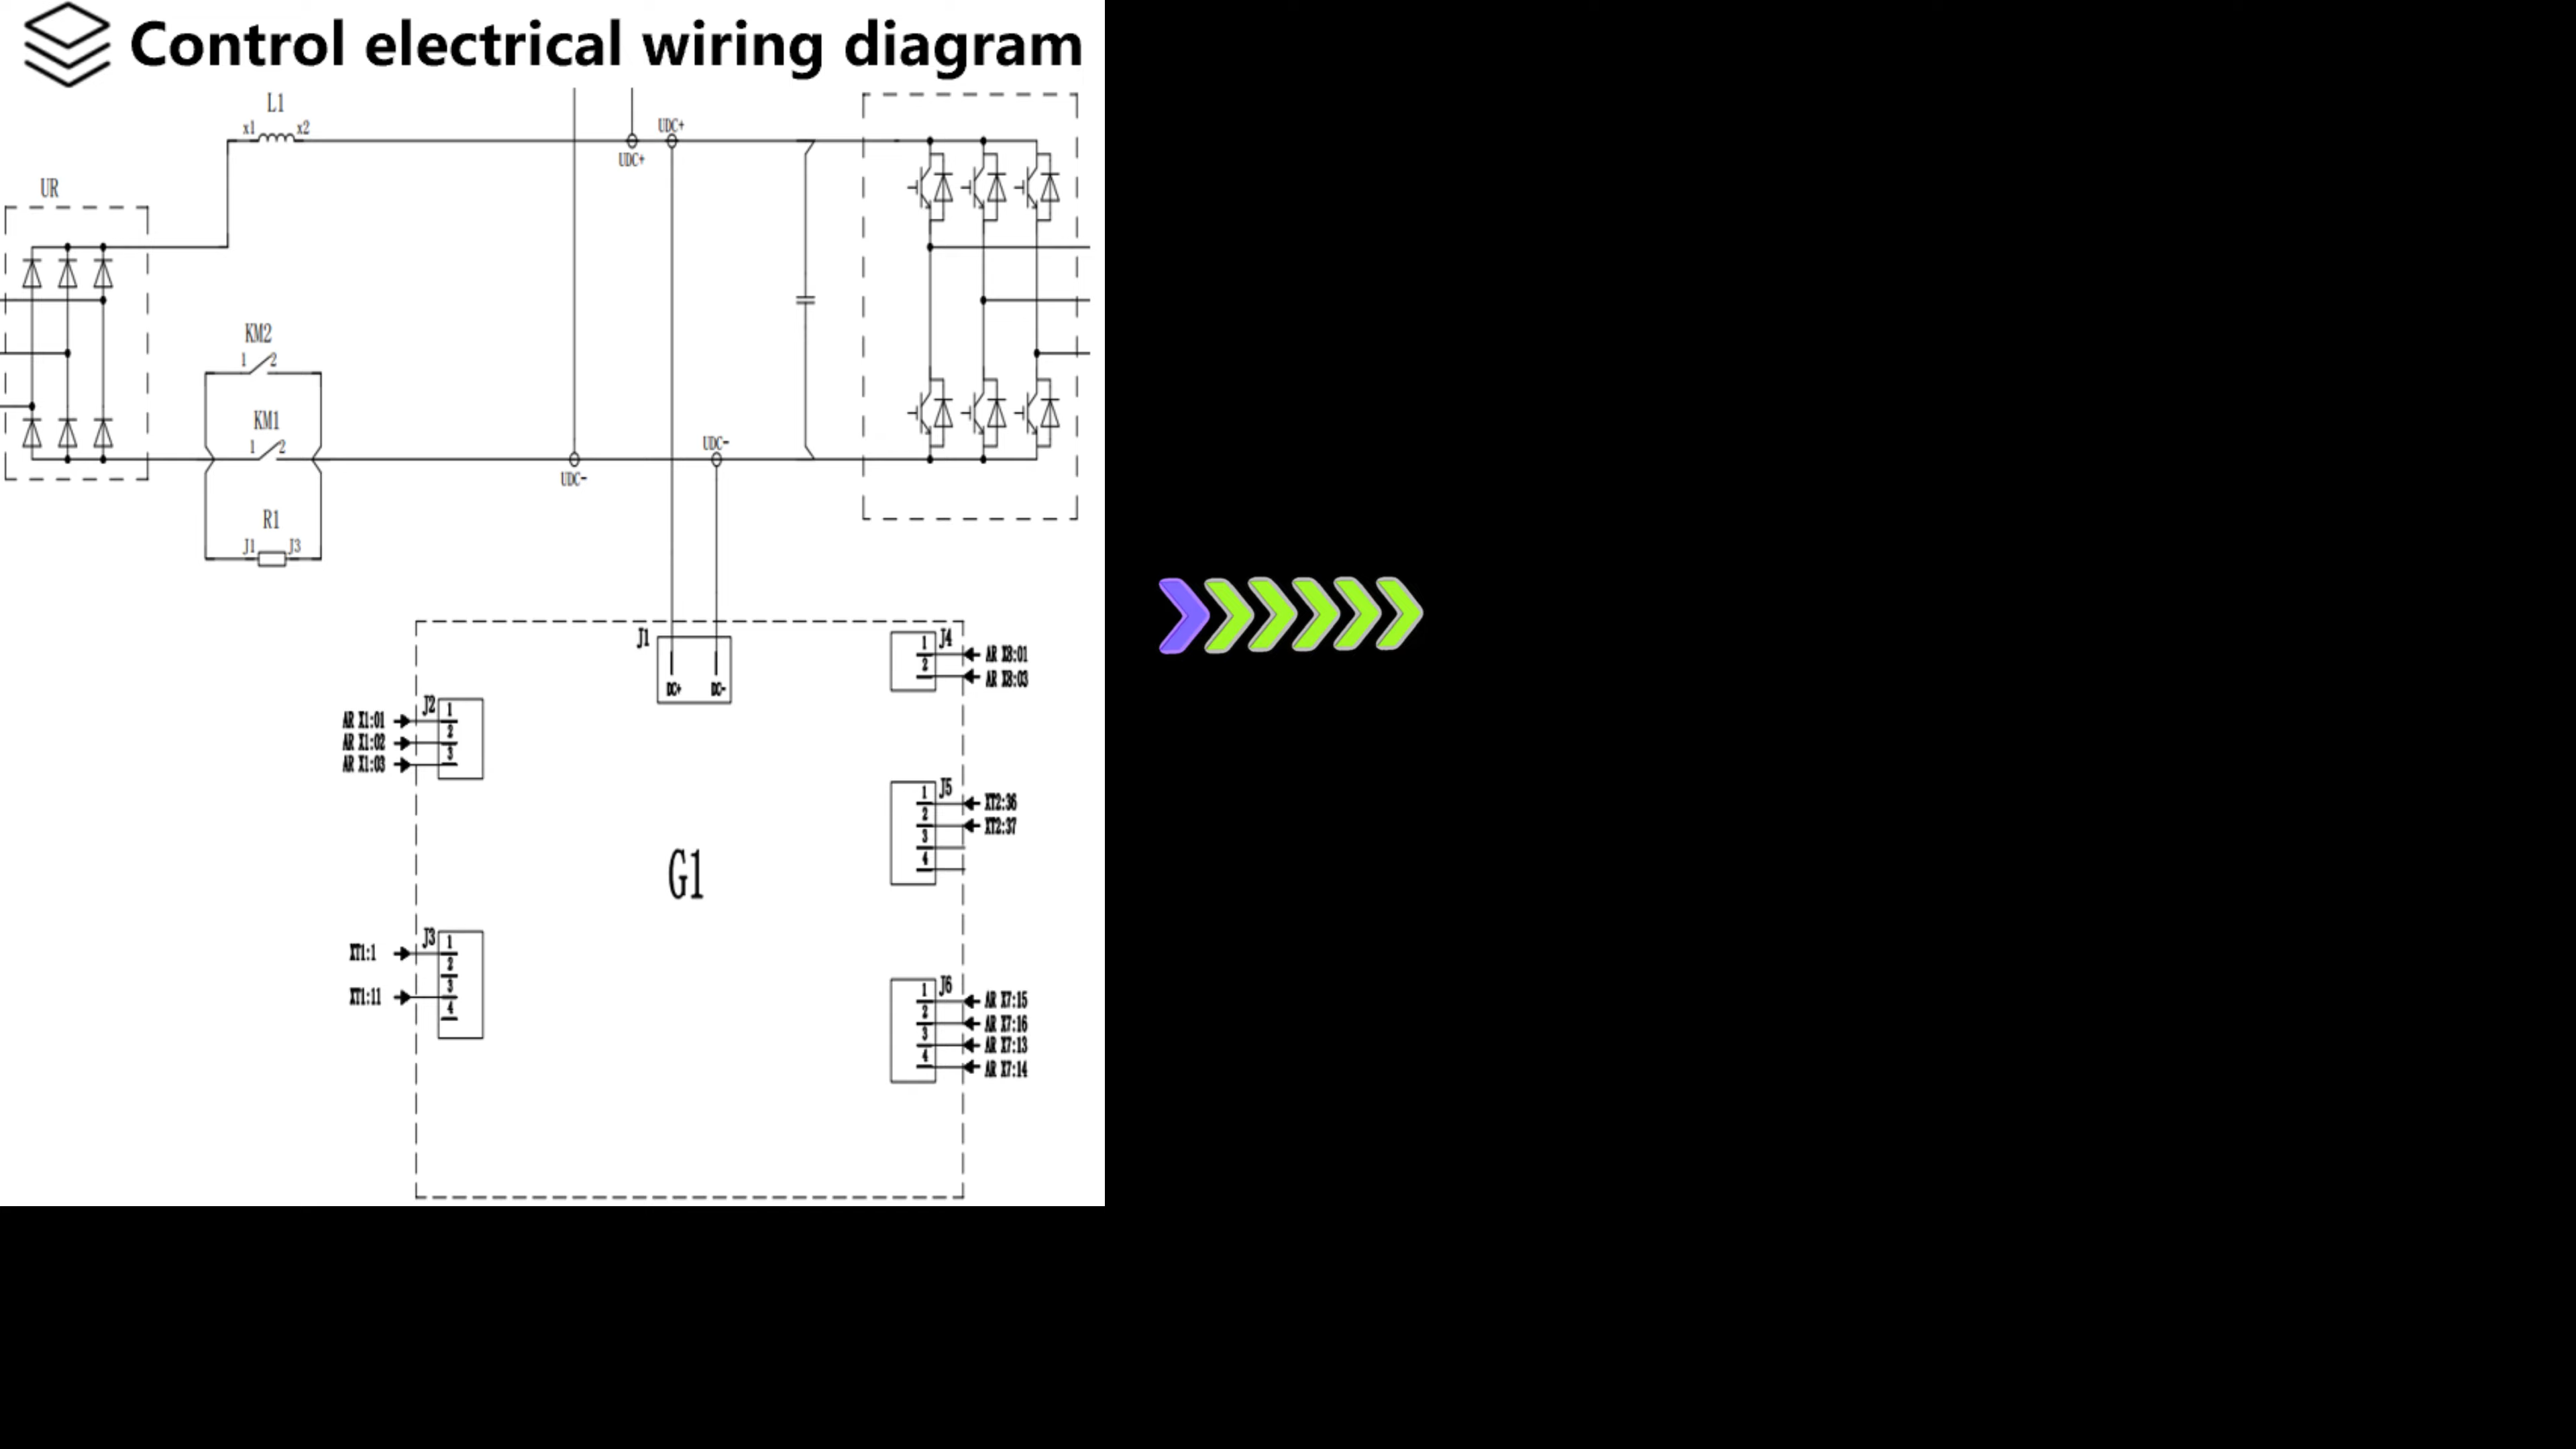 Control electrical wiring diagram
L1
x1 x2
UDC+
UDC+
UR
KM2
1 2
KM1
1 2
UDC-
UDC-
R1
J1 J3
J1
DC+ DC-
J4
1 AR X8:01
2 AR X8:03
J2
AR X1:01 1
AR X1:02 2
AR X1:03 3
J5
1 XT2:36
2 XT2:37
3
4
G1
J3
XT1:1 1
2
XT1:11 3
4
J6
1 AR X7:15
2 AR X7:16
3 AR X7:13
4 AR X7:14